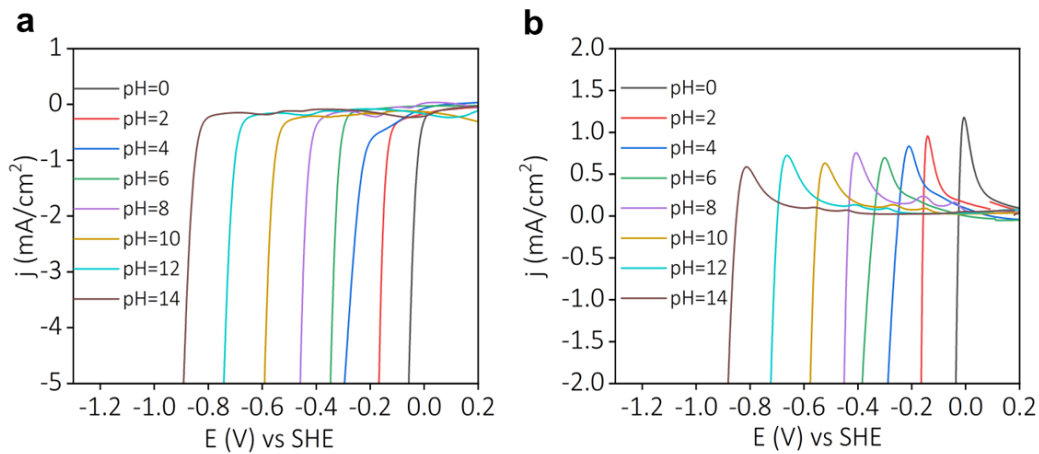 a
1
0
-1
-2
-3
-4
-5
j (mA/cm²)
pH=0
pH=2
pH=4
pH=6
pH=8
pH=10
pH=12
pH=14
-1.2 -1.0 -0.8 -0.6 -0.4 -0.2 0.0 0.2
E (V) vs SHE
b
2.0
1.5
1.0
0.5
0.0
-0.5
-1.0
-1.5
-2.0
j (mA/cm²)
pH=0
pH=2
pH=4
pH=6
pH=8
pH=10
pH=12
pH=14
-1.2 -1.0 -0.8 -0.6 -0.4 -0.2 0.0 0.2
E (V) vs SHE